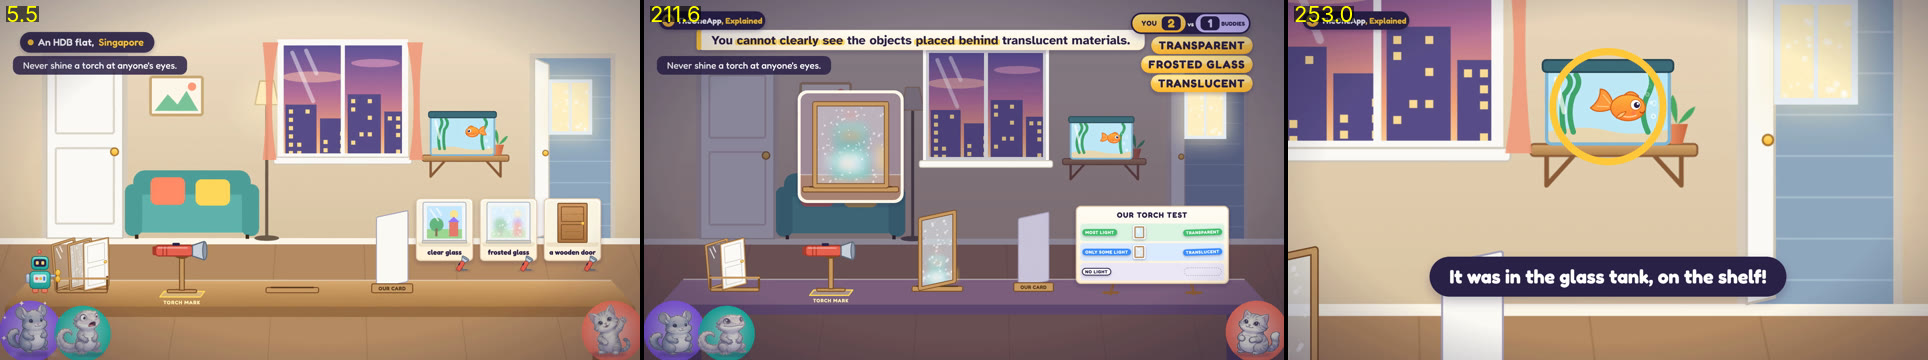 5.5
An HDB flat, Singapore
Never shine a torch at anyone's eyes.
clear glass
frosted glass
a wooden door
TORCH MARK
OUR CARD
211.6
App, Explained
YOU 2 vs 1 BUDDIES
You cannot clearly see the objects placed behind translucent materials.
Never shine a torch at anyone's eyes.
TRANSPARENT
FROSTED GLASS
TRANSLUCENT
OUR TORCH TEST
MOST LIGHT
TRANSPARENT
ONLY SOME LIGHT
TRANSLUCENT
NO LIGHT
TORCH MARK
OUR CARD
253.0
App, Explained
It was in the glass tank, on the shelf!